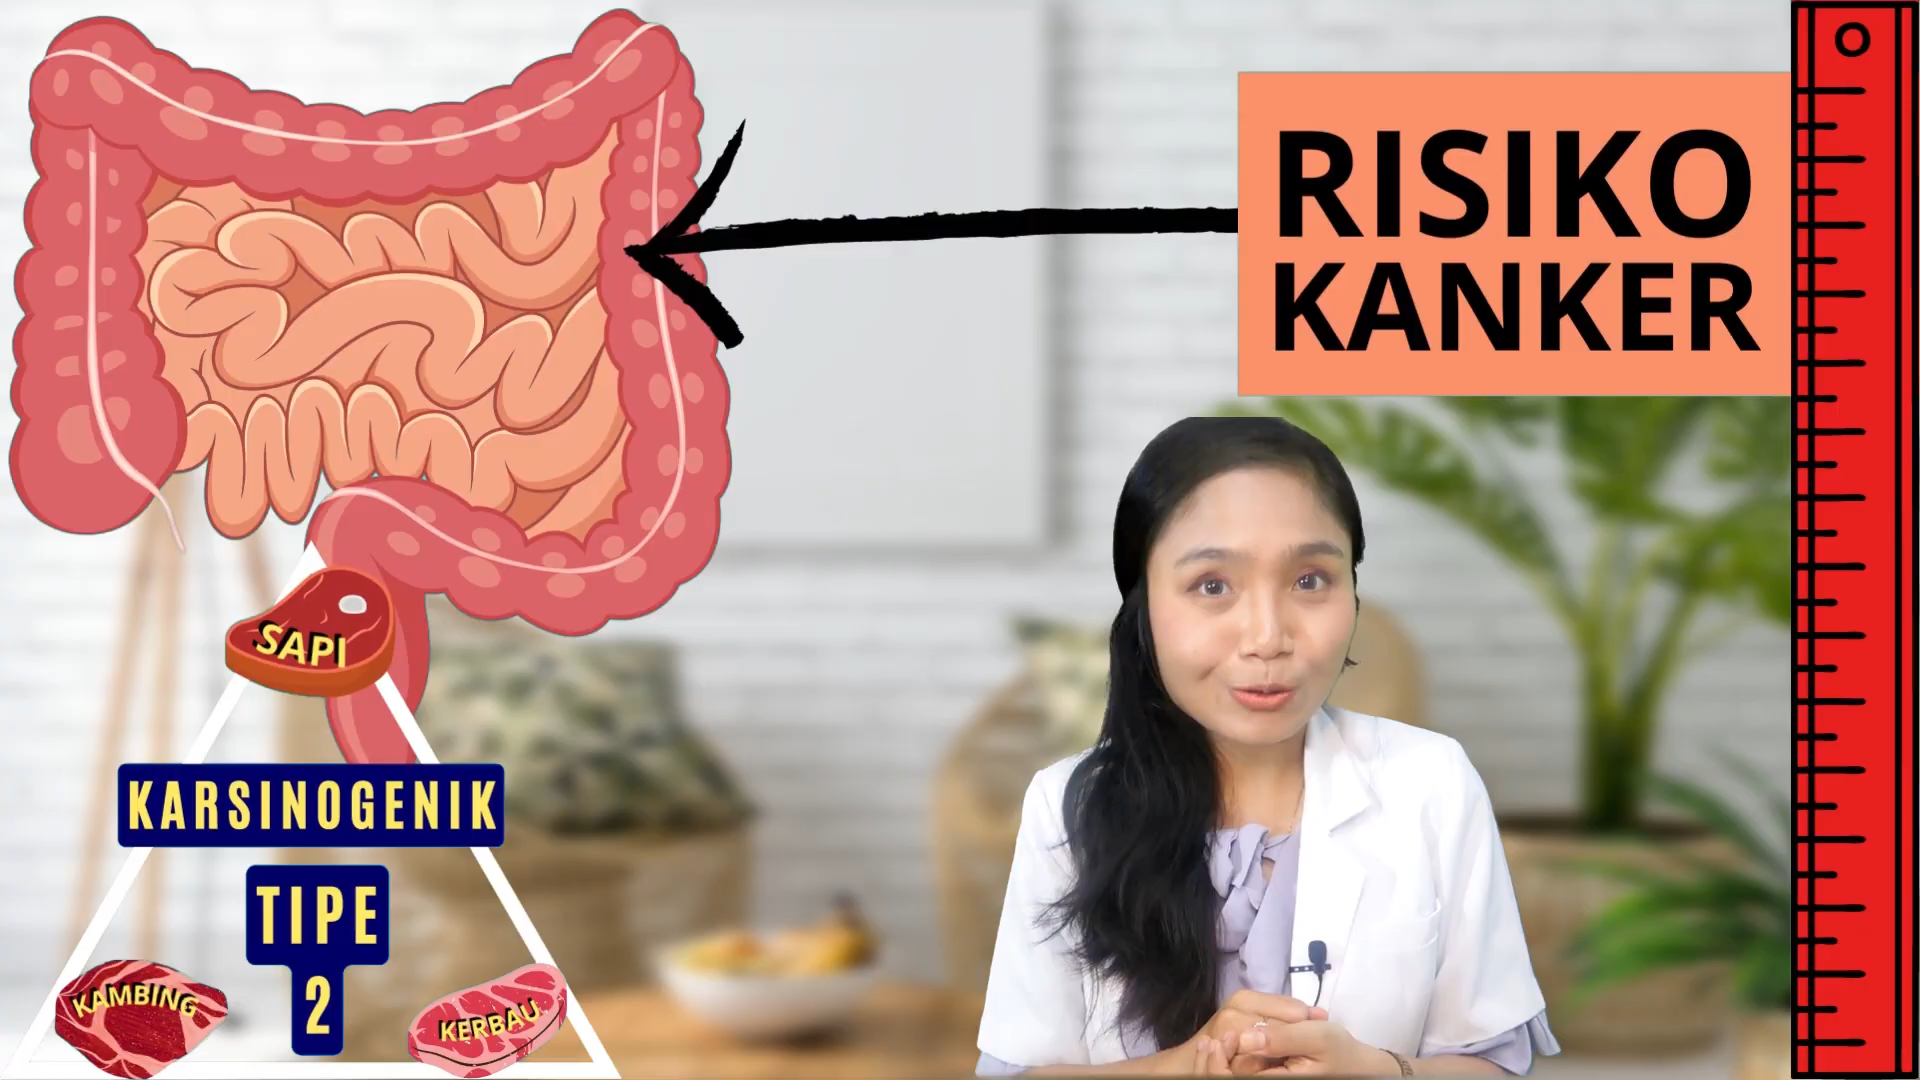 RISIKO
KANKER
SAPI
KARSINOGENIK
TIPE
2
KAMBING
KERBAU